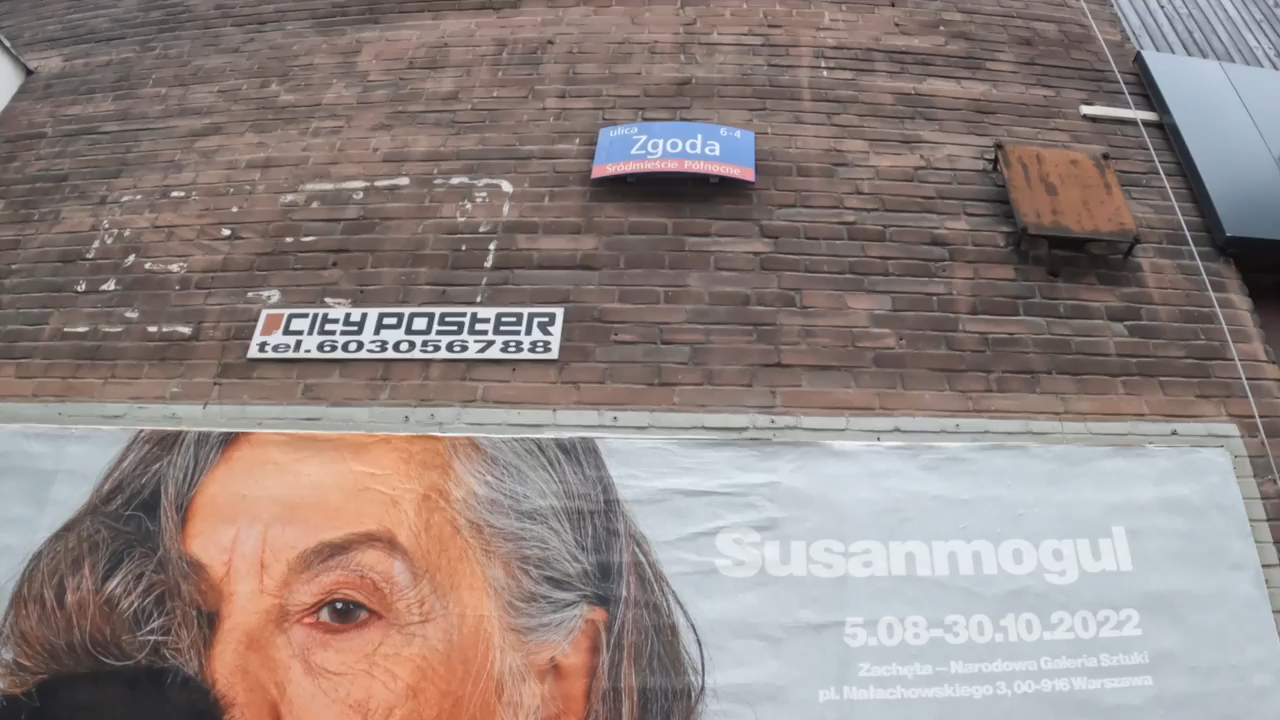 ulica 6-4
Zgoda
Śródmieście Północne
CITY POSTER
tel.603056788
Susanmogul
5.08-30.10.2022
Zachęta – Narodowa Galeria Sztuki
pl. Małachowskiego 3, 00-916 Warszawa